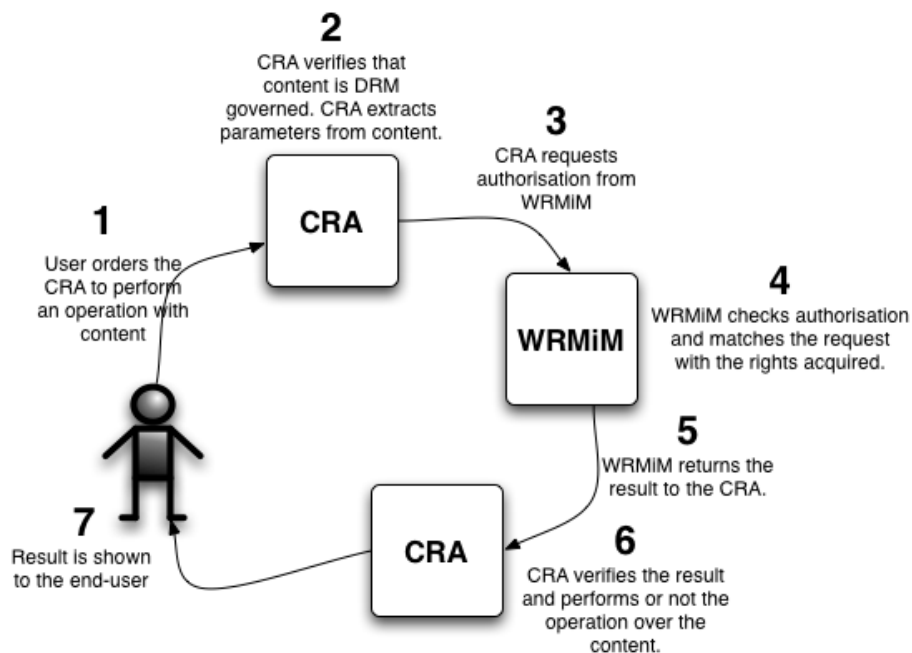 1
User orders the
CRA to perform
an operation with
content
2
CRA verifies that
content is DRM
governed. CRA extracts
parameters from content.
CRA
3
CRA requests
authorisation from
WRMiM
WRMiM
4
WRMiM checks authorisation
and matches the request
with the rights acquired.
5
WRMiM returns the
result to the CRA.
CRA
6
CRA verifies the result
and performs or not the
operation over the
content.
7
Result is shown
to the end-user